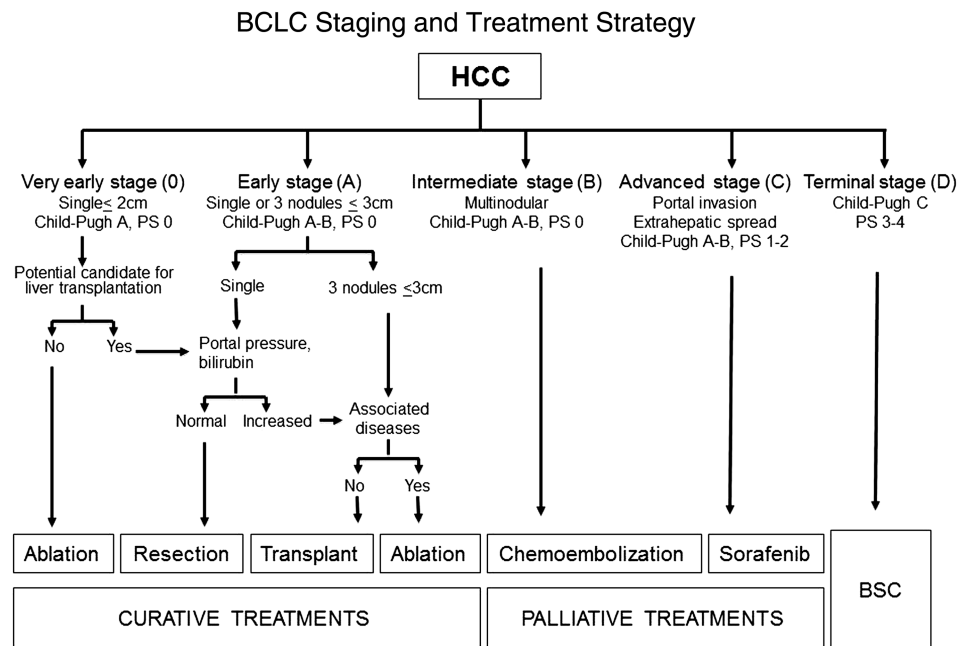 BCLC Staging and Treatment Strategy
HCC
Very early stage (0)
Single≤ 2cm
Child-Pugh A, PS 0
Early stage (A)
Single or 3 nodules ≤ 3cm
Child-Pugh A-B, PS 0
Intermediate stage (B)
Multinodular
Child-Pugh A-B, PS 0
Advanced stage (C)
Portal invasion
Extrahepatic spread
Child-Pugh A-B, PS 1-2
Terminal stage (D)
Child-Pugh C
PS 3-4
Potential candidate for
liver transplantation
Single
3 nodules ≤3cm
No
Yes
Portal pressure,
bilirubin
Normal
Increased
Associated
diseases
No
Yes
Ablation
Resection
Transplant
Ablation
Chemoembolization
Sorafenib
BSC
CURATIVE TREATMENTS
PALLIATIVE TREATMENTS